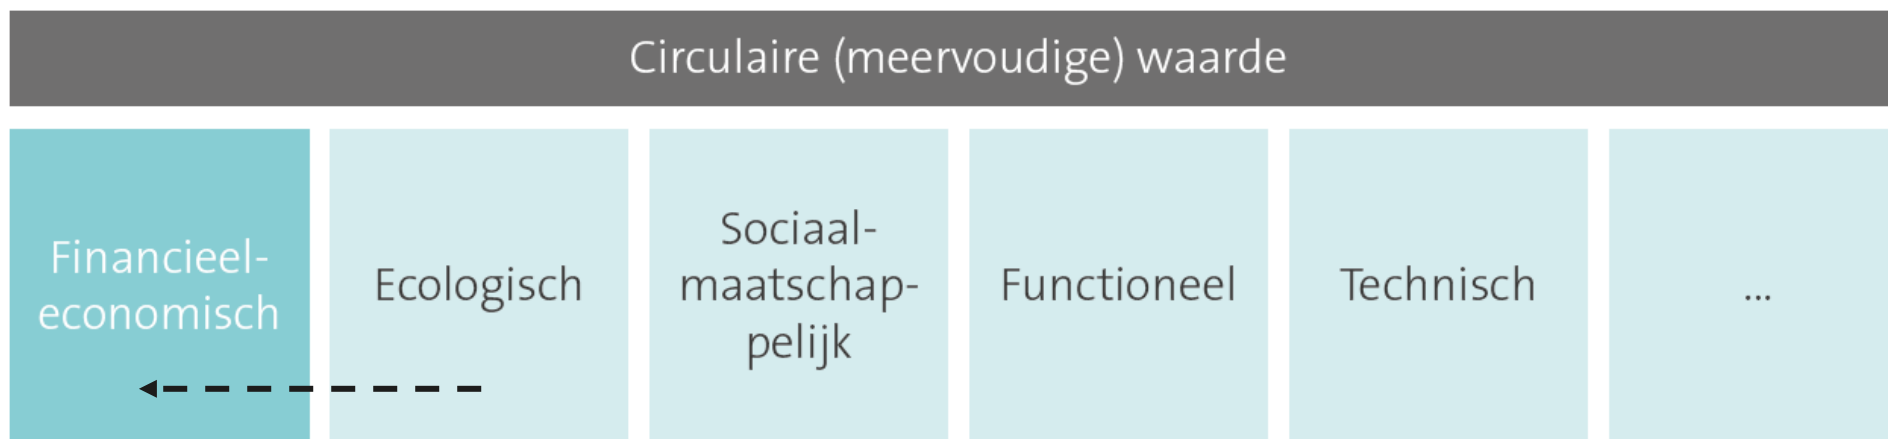 Circulaire (meervoudige) waarde
Financieel-
economisch
Ecologisch
Sociaal-
maatschap-
pelijk
Functioneel
Technisch
...